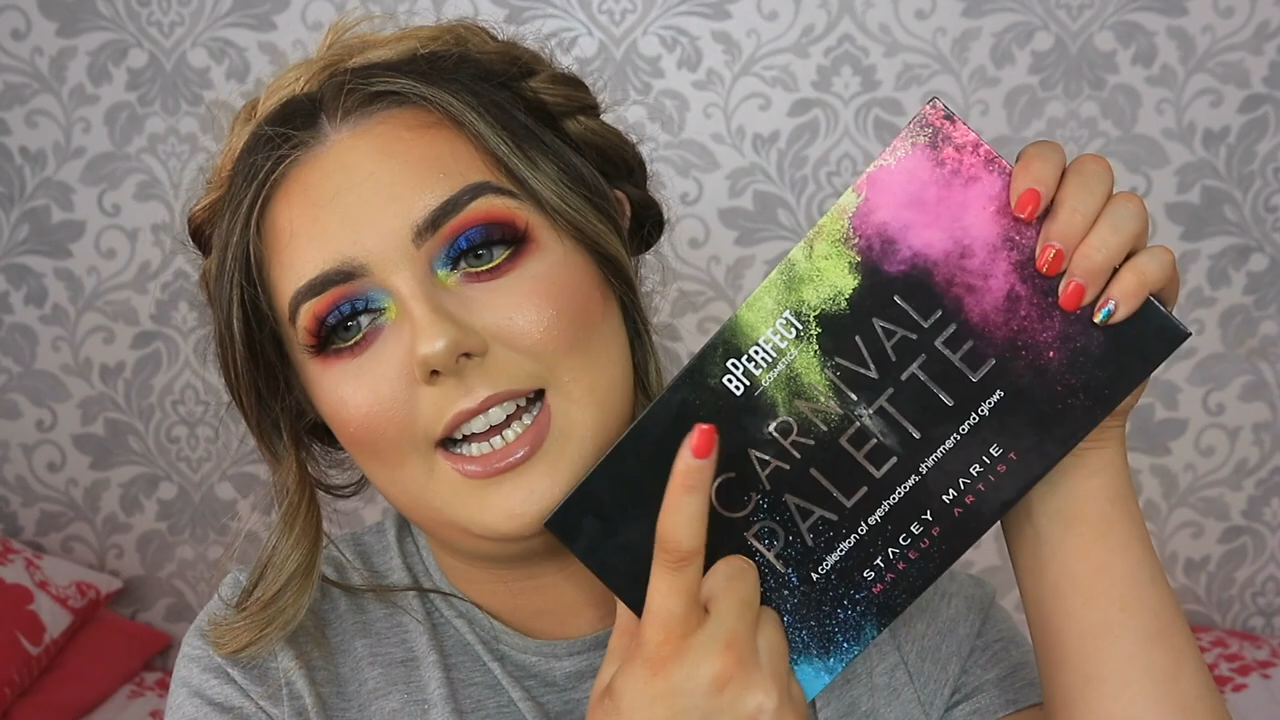 BPERFECT
COSMETICS
CARNIVAL
PALETTE
A collection of eyeshadows, shimmers and glows
STACEY MARIE
MAKEUP ARTIST